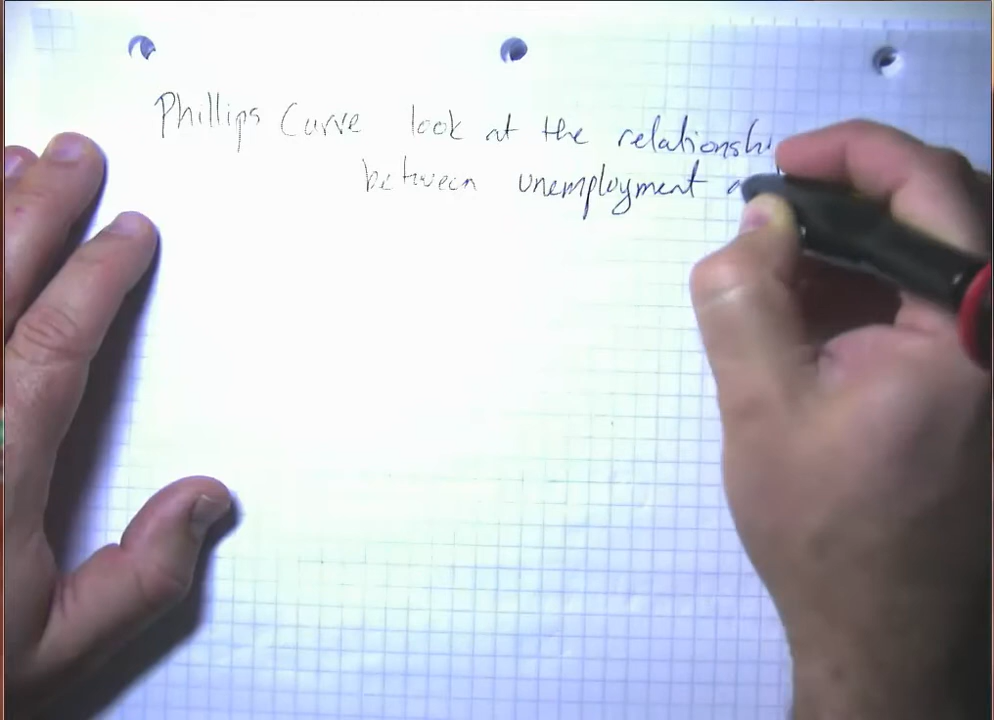 Phillips Curve look at the relationshi
between unemployment a